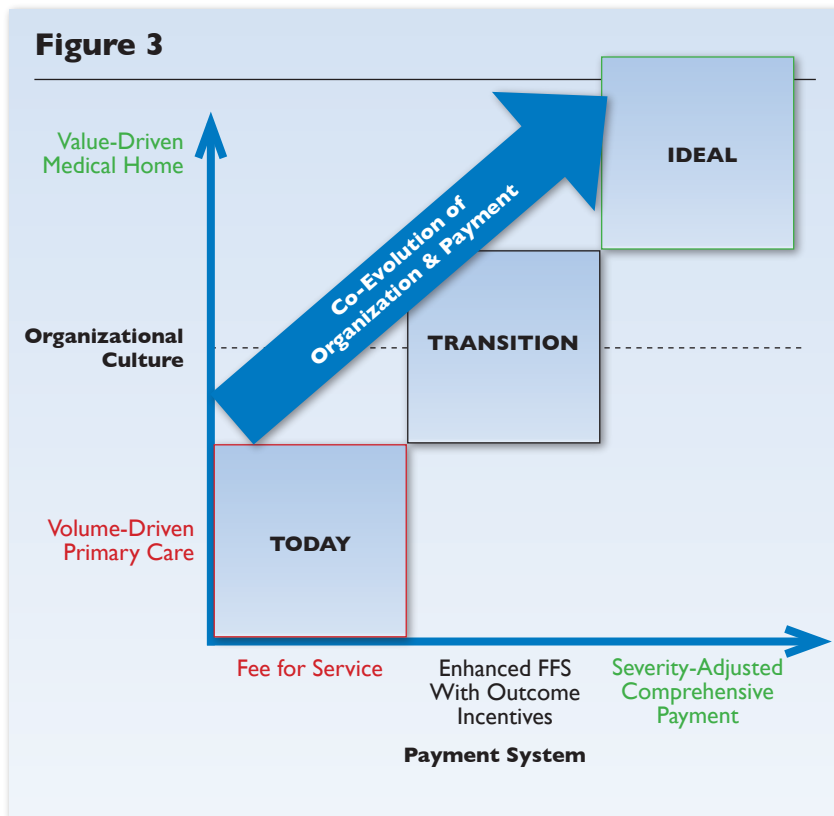 Figure 3
Value-Driven
Medical Home
IDEAL
Co-Evolution of
Organization & Payment
Organizational
Culture
TRANSITION
Volume-Driven
Primary Care
TODAY
Fee for Service
Enhanced FFS
With Outcome
Incentives
Severity-Adjusted
Comprehensive
Payment
Payment System